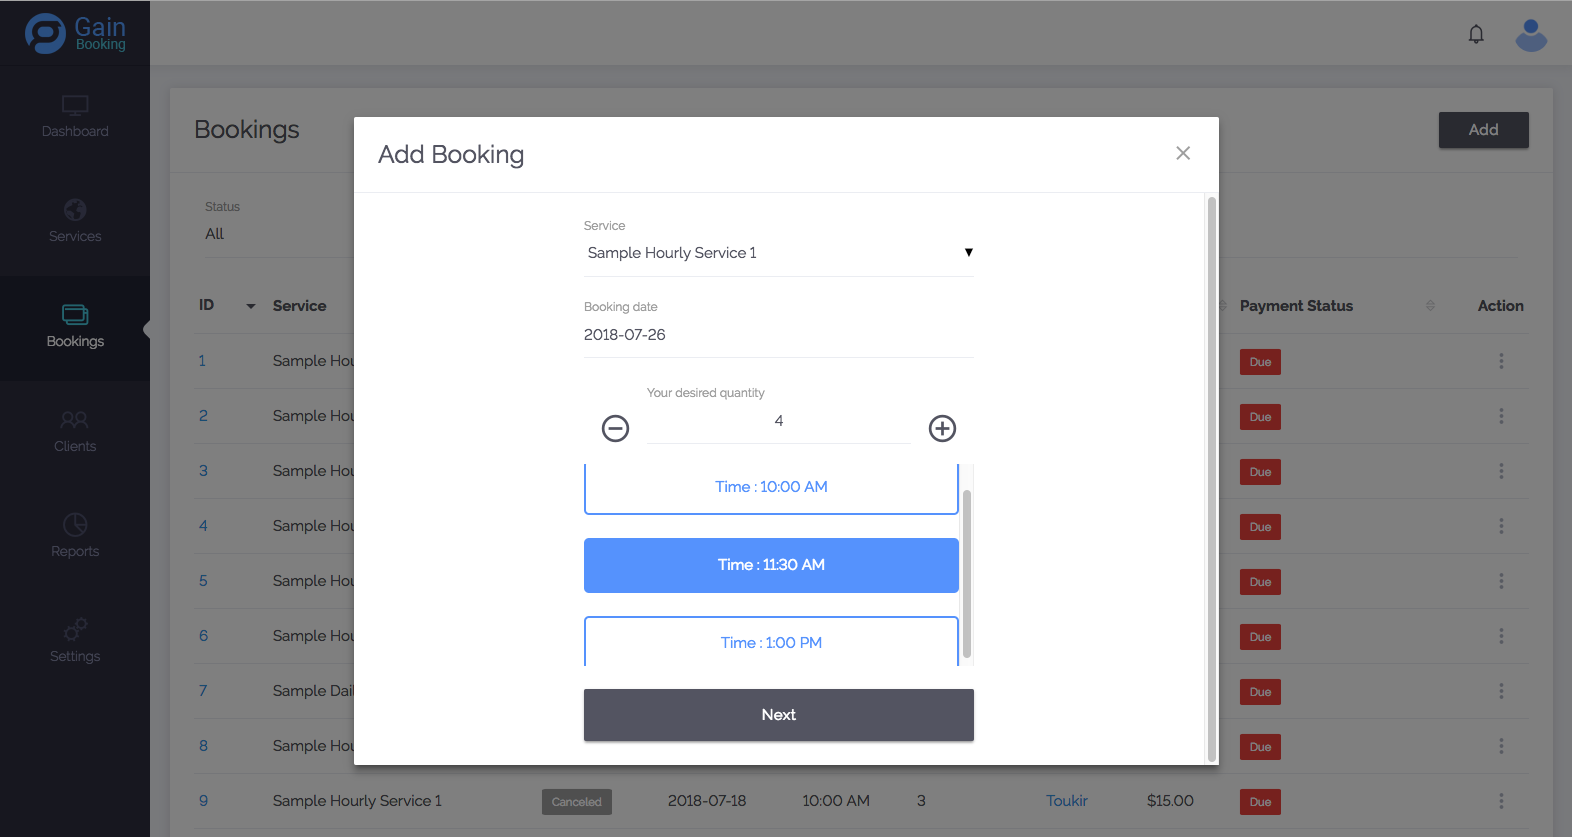 Gain
Booking
Dashboard
Services
Bookings
Clients
Reports
Settings
Bookings
Add
Status
All
ID
Service
Payment Status
Action
1
Sample Hou
Due
2
Sample Hou
Due
3
Sample Hou
Due
4
Sample Hou
Due
5
Sample Hou
Due
6
Sample Hou
Due
7
Sample Dail
Due
8
Sample Hou
Due
9 Sample Hourly Service 1 Canceled 2018-07-18 10:00 AM 3 Toukir $15.00 Due
Add Booking
Service
Sample Hourly Service 1
Booking date
2018-07-26
Your desired quantity
4
Time : 10:00 AM
Time : 11:30 AM
Time : 1:00 PM
Next